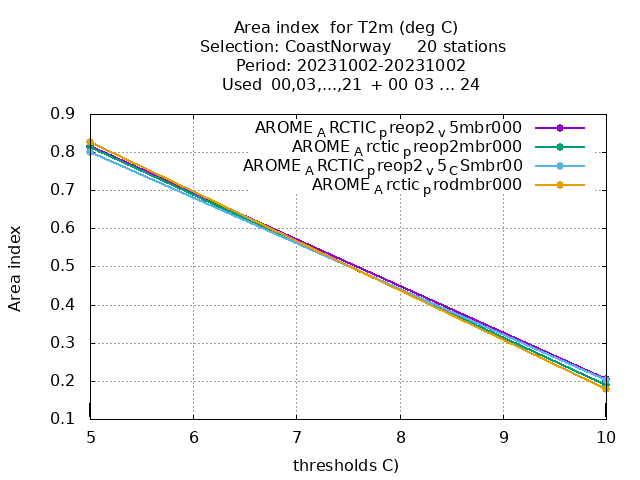 Area index  for T2m (deg C)
Selection: CoastNorway     20 stations
Period: 20231002-20231002
Used  00,03,...,21  + 00 03 ... 24
0.9
0.8
0.7
0.6
0.5
0.4
0.3
0.2
0.1
Area index
AROME_ARCTIC_preop2_v5mbr000
AROME_Arctic_preop2mbr000
AROME_ARCTIC_preop2_v5_CSmbr00
AROME_Arctic_prodmbr000
5 6 7 8 9 10
thresholds C)